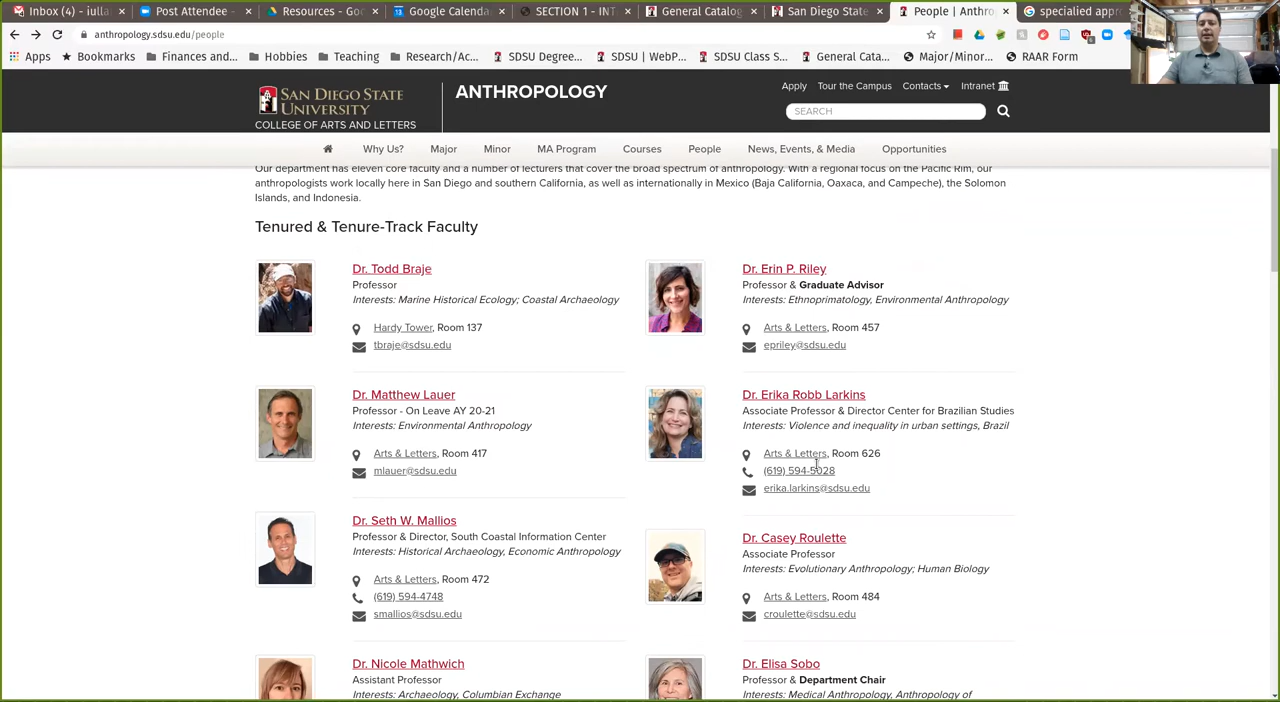 Inbox (4) - iulla
Post Attendee -
Resources - Go
Google Calenda
SECTION 1 - INT
General Catalog
San Diego State
People | Anthro
specialied appr
anthropology.sdsu.edu/people
Apps
Bookmarks
Finances and...
Hobbies
Teaching
Research/Ac...
SDSU Degree...
SDSU | WebP...
SDSU Class S...
General Cata...
Major/Minor...
RAAR Form
SAN DIEGO STATE
UNIVERSITY
COLLEGE OF ARTS AND LETTERS
ANTHROPOLOGY
Apply Tour the Campus Contacts Intranet
SEARCH
Why Us? Major Minor MA Program Courses People News, Events, & Media Opportunities
Our department has eleven core faculty and a number of lecturers that cover the broad spectrum of anthropology. With a regional focus on the Pacific Rim, our
anthropologists work locally here in San Diego and southern California, as well as internationally in Mexico (Baja California, Oaxaca, and Campeche), the Solomon
Islands, and Indonesia.
Tenured & Tenure-Track Faculty
Dr. Todd Braje
Professor
Interests: Marine Historical Ecology; Coastal Archaeology
Hardy Tower, Room 137
tbraje@sdsu.edu
Dr. Erin P. Riley
Professor & Graduate Advisor
Interests: Ethnoprimatology, Environmental Anthropology
Arts & Letters, Room 457
epriley@sdsu.edu
Dr. Matthew Lauer
Professor - On Leave AY 20-21
Interests: Environmental Anthropology
Arts & Letters, Room 417
mlauer@sdsu.edu
Dr. Erika Robb Larkins
Associate Professor & Director Center for Brazilian Studies
Interests: Violence and inequality in urban settings, Brazil
Arts & Letters, Room 626
(619) 594-5028
erika.larkins@sdsu.edu
Dr. Seth W. Mallios
Professor & Director, South Coastal Information Center
Interests: Historical Archaeology, Economic Anthropology
Arts & Letters, Room 472
(619) 594-4748
smallios@sdsu.edu
Dr. Casey Roulette
Associate Professor
Interests: Evolutionary Anthropology; Human Biology
Arts & Letters, Room 484
croulette@sdsu.edu
Dr. Nicole Mathwich
Assistant Professor
Interests: Archaeology, Columbian Exchange
Dr. Elisa Sobo
Professor & Department Chair
Interests: Medical Anthropology, Anthropology of